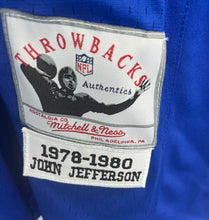 THROWBACKS
NFL
Authentics
NOSTALGIA CO.
Mitchell & Ness
PHILADELPHIA, PA
1978-1980
JOHN JEFFERSON